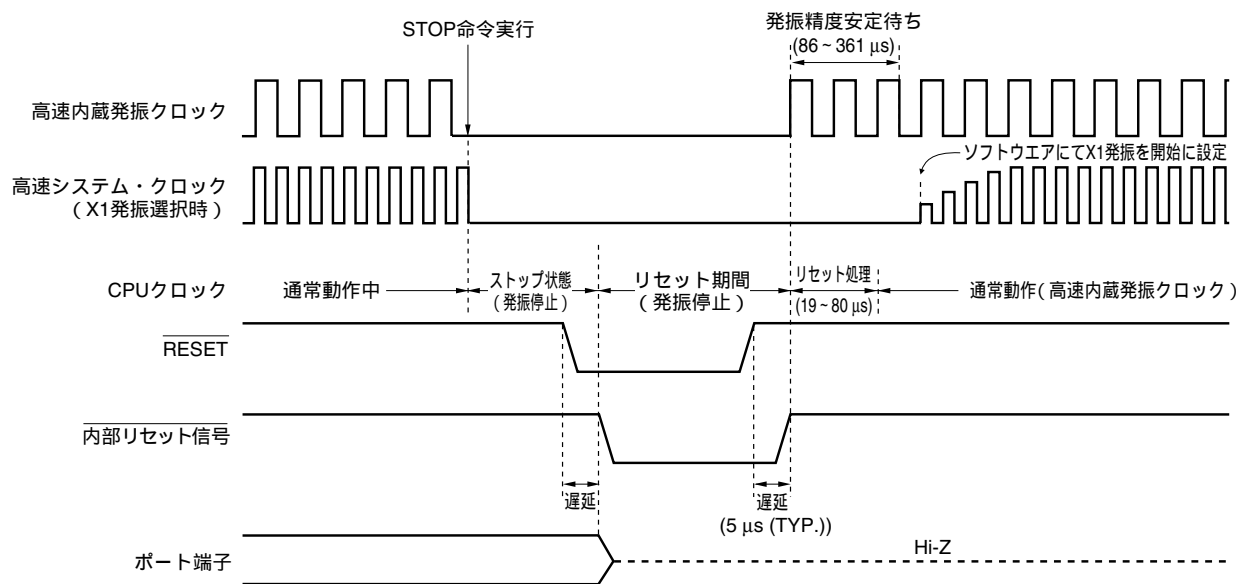 STOP命令実行
発振精度安定待ち
(86~361 μs)
高速内蔵発振クロック
ソフトウエアにてX1発振を開始に設定
高速システム・クロック
(X1発振選択時)
CPUクロック
通常動作中
ストップ状態
(発振停止)
リセット期間
(発振停止)
リセット処理
(19~80 μs)
通常動作(高速内蔵発振クロック)
RESET
内部リセット信号
遅延
遅延
(5 μs (TYP.))
ポート端子
Hi-Z